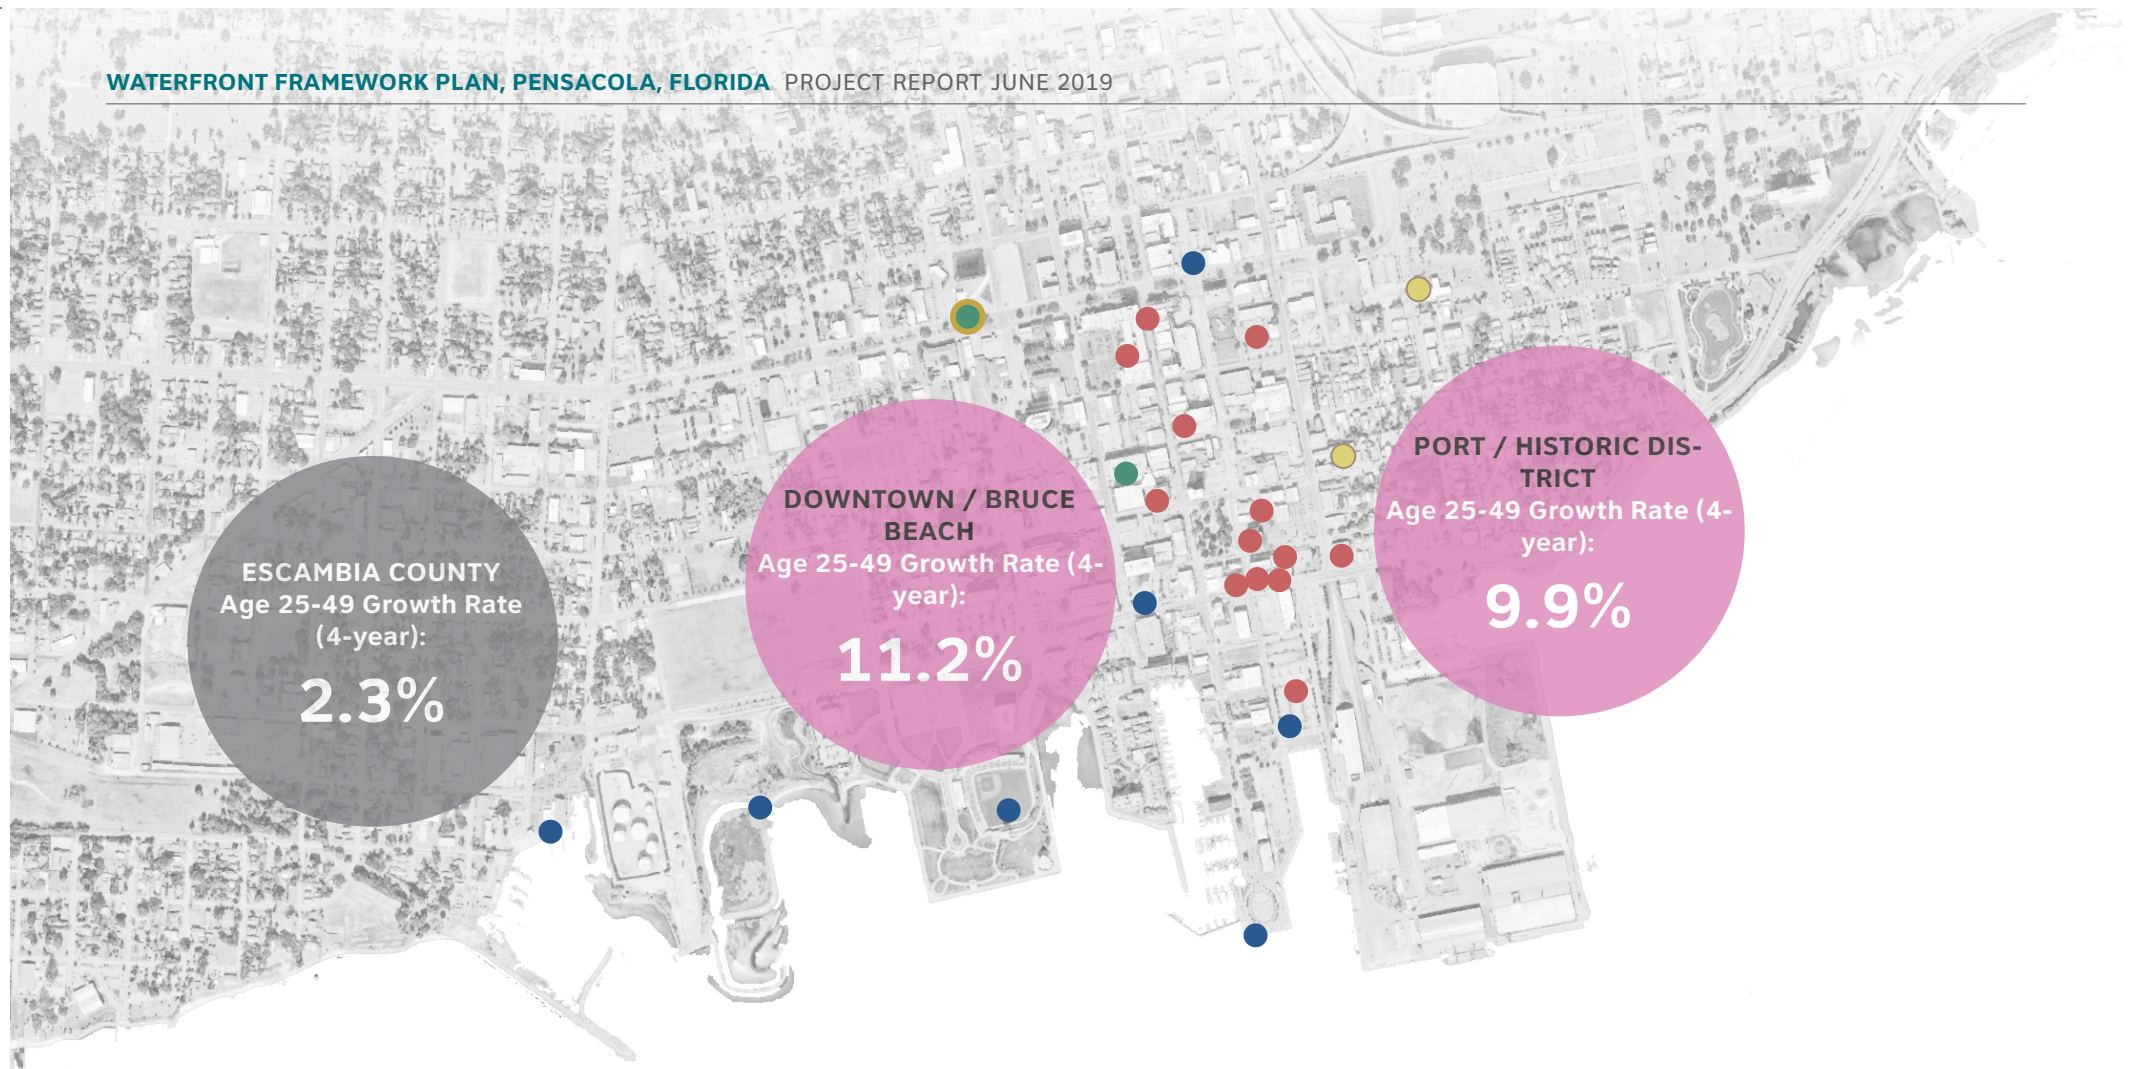 WATERFRONT FRAMEWORK PLAN, PENSACOLA, FLORIDA PROJECT REPORT JUNE 2019
PORT / HISTORIC DIS-
TRICT
Age 25-49 Growth Rate (4-
year):
9.9%
DOWNTOWN / BRUCE
BEACH
Age 25-49 Growth Rate (4-
year):
11.2%
ESCAMBIA COUNTY
Age 25-49 Growth Rate
(4-year):
2.3%